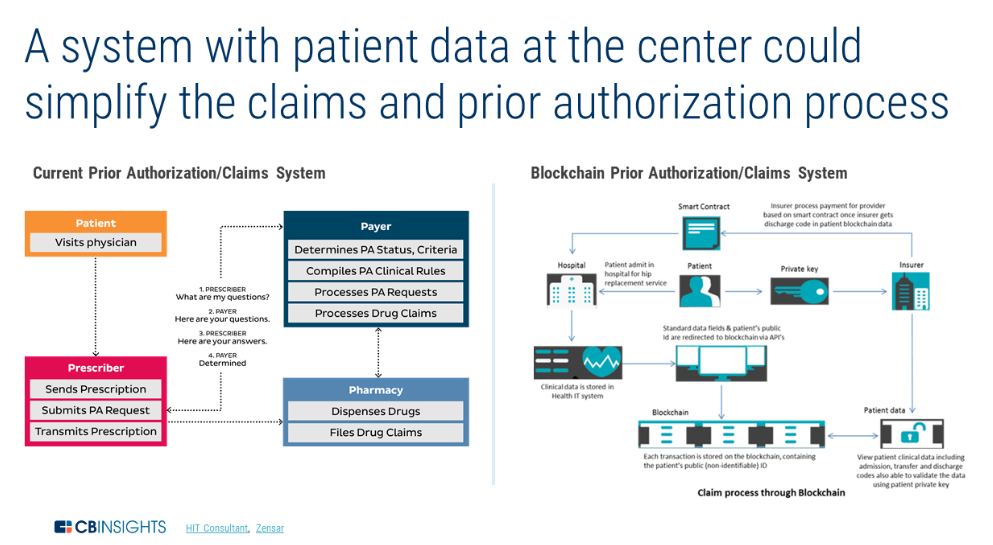 A system with patient data at the center could
simplify the claims and prior authorization process
Current Prior Authorization/Claims System
Patient
Visits physician
Prescriber
Sends Prescription
Submits PA Request
Transmits Prescription
1. PRESCRIBER
What are my questions?
2. PAYER
Here are your questions.
3. PRESCRIBER
Here are your answers.
4. PAYER
Determined
Payer
Determines PA Status, Criteria
Compiles PA Clinical Rules
Processes PA Requests
Processes Drug Claims
Pharmacy
Dispenses Drugs
Files Drug Claims
Blockchain Prior Authorization/Claims System
Smart Contract
Insurer process payment for provider
based on smart contract once insurer gets
discharge code in patient blockchain data
Hospital
Patient admit in
hospital for hip
replacement service
Patient
Private key
Insurer
Standard data fields & patient's public
Id are redirected to blockchain via API's
Clinical data is stored in
Health IT system
Blockchain
Each transaction is stored on the blockchain, containing
the patient's public (non-identifiable) ID
Patient data
View patient clinical data including
admission, transfer and discharge
codes also able to validate the data
using patient private key
Claim process through Blockchain
CBINSIGHTS
HIT Consultant, Zensar